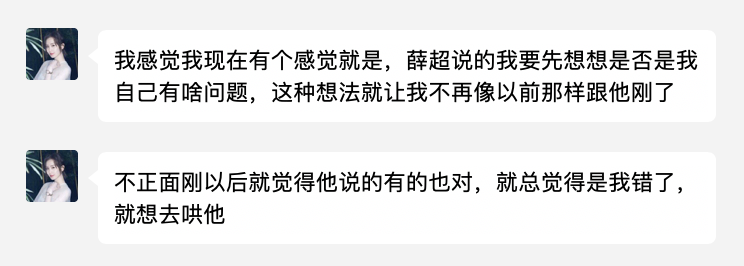 我感觉我现在有个感觉就是，薛超说的我要先想想是否是我
自己有啥问题，这种想法就让我不再像以前那样跟他刚了
不正面刚以后就觉得他说的有的也对，就总觉得是我错了，
就想去哄他